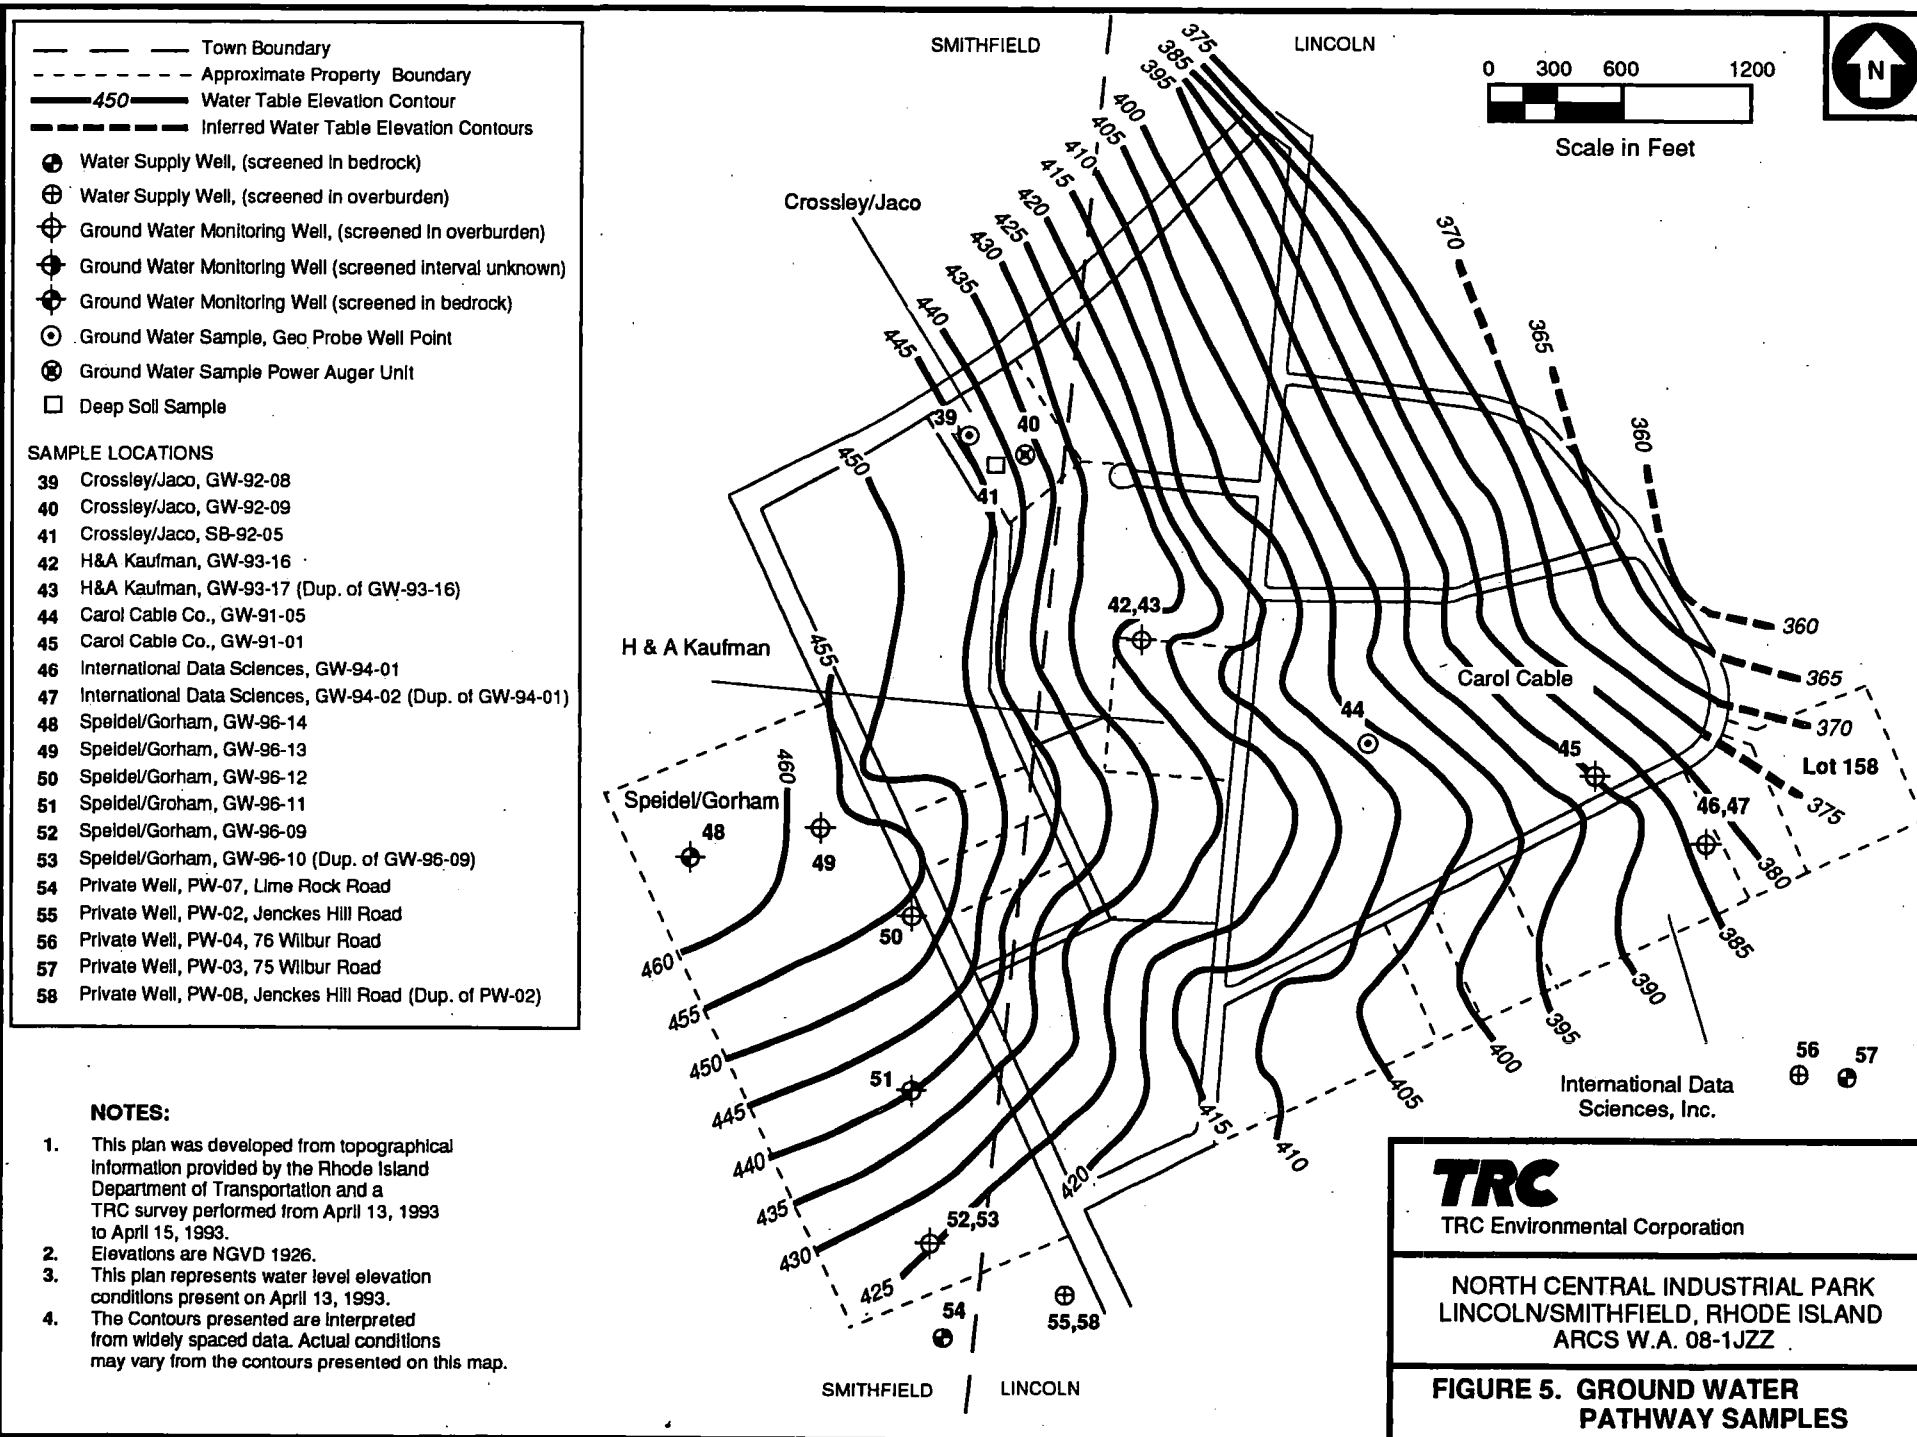 Town Boundary
Approximate Property Boundary
450 Water Table Elevation Contour
Inferred Water Table Elevation Contours
Water Supply Well, (screened in bedrock)
Water Supply Well, (screened in overburden)
Ground Water Monitoring Well, (screened in overburden)
Ground Water Monitoring Well (screened interval unknown)
Ground Water Monitoring Well (screened in bedrock)
Ground Water Sample, Geo Probe Well Point
Ground Water Sample Power Auger Unit
Deep Soil Sample
SAMPLE LOCATIONS
39 Crossley/Jaco, GW-92-08
40 Crossley/Jaco, GW-92-09
41 Crossley/Jaco, SB-92-05
42 H&A Kaufman, GW-93-16
43 H&A Kaufman, GW-93-17 (Dup. of GW-93-16)
44 Carol Cable Co., GW-91-05
45 Carol Cable Co., GW-91-01
46 International Data Sciences, GW-94-01
47 International Data Sciences, GW-94-02 (Dup. of GW-94-01)
48 Speidel/Gorham, GW-96-14
49 Speidel/Gorham, GW-96-13
50 Speidel/Gorham, GW-96-12
51 Speidel/Groham, GW-96-11
52 Speidel/Gorham, GW-96-09
53 Speidel/Gorham, GW-96-10 (Dup. of GW-96-09)
54 Private Well, PW-07, Lime Rock Road
55 Private Well, PW-02, Jenckes Hill Road
56 Private Well, PW-04, 76 Wilbur Road
57 Private Well, PW-03, 75 Wilbur Road
58 Private Well, PW-08, Jenckes Hill Road (Dup. of PW-02)
NOTES:
1. This plan was developed from topographical
information provided by the Rhode Island
Department of Transportation and a
TRC survey performed from April 13, 1993
to April 15, 1993.
2. Elevations are NGVD 1926.
3. This plan represents water level elevation
conditions present on April 13, 1993.
4. The Contours presented are interpreted
from widely spaced data. Actual conditions
may vary from the contours presented on this map.
SMITHFIELD
LINCOLN
0 300 600 1200
Scale in Feet
N
375
385
395
400
405
410
415
420
425
430
435
440
445
450
455
460
370
365
360
Crossley/Jaco
39
40
41
42,43
H & A Kaufman
44
Carol Cable
45
46,47
Lot 158
360
365
370
375
380
385
390
395
400
405
410
415
420
Speidel/Gorham
48
49
50
51
52,53
54
55,58
56
57
460
455
450
445
440
435
430
425
International Data
Sciences, Inc.
SMITHFIELD
LINCOLN
TRC
TRC Environmental Corporation
NORTH CENTRAL INDUSTRIAL PARK
LINCOLN/SMITHFIELD, RHODE ISLAND
ARCS W.A. 08-1JZZ
FIGURE 5. GROUND WATER
PATHWAY SAMPLES